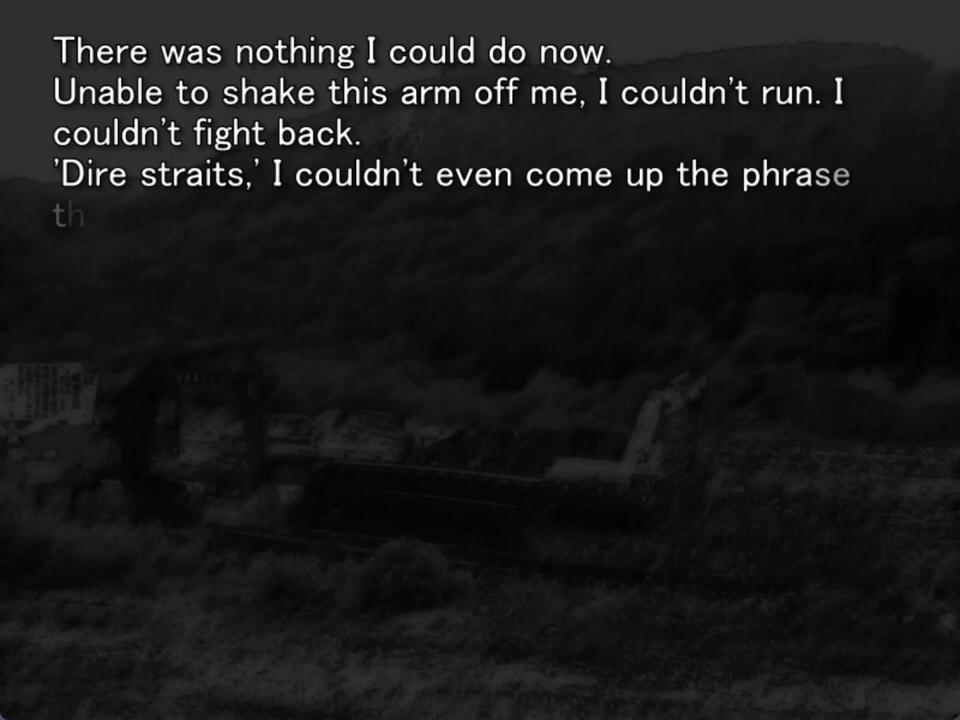 There was nothing I could do now.
Unable to shake this arm off me, I couldn't run. I
couldn't fight back.
'Dire straits,' I couldn't even come up the phrase
th